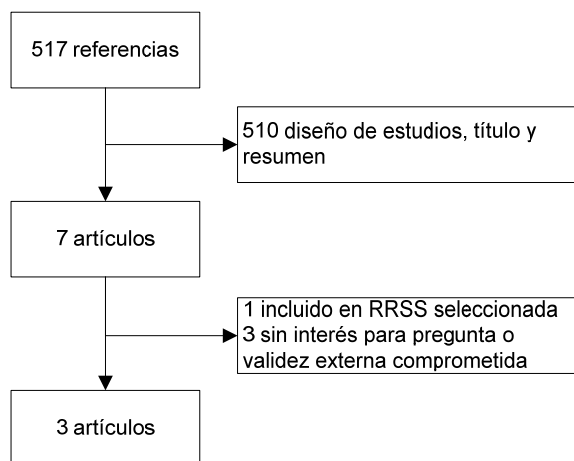 517 referencias
510 diseño de estudios, título y
resumen
7 artículos
1 incluido en RRSS seleccionada
3 sin interés para pregunta o
validez externa comprometida
3 artículos